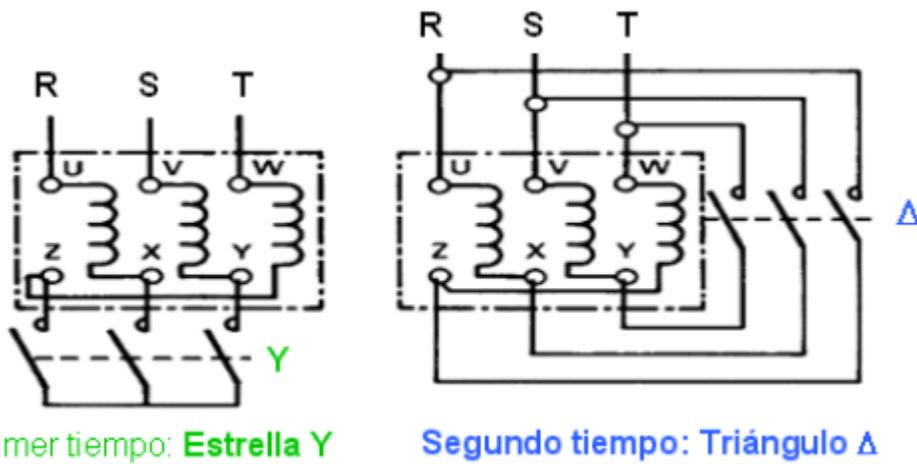 R S T
R S T
U V W
Z X Y
Y
U V W
Z X Y
Δ
mer tiempo: Estrella Y
Segundo tiempo: Triángulo Δ